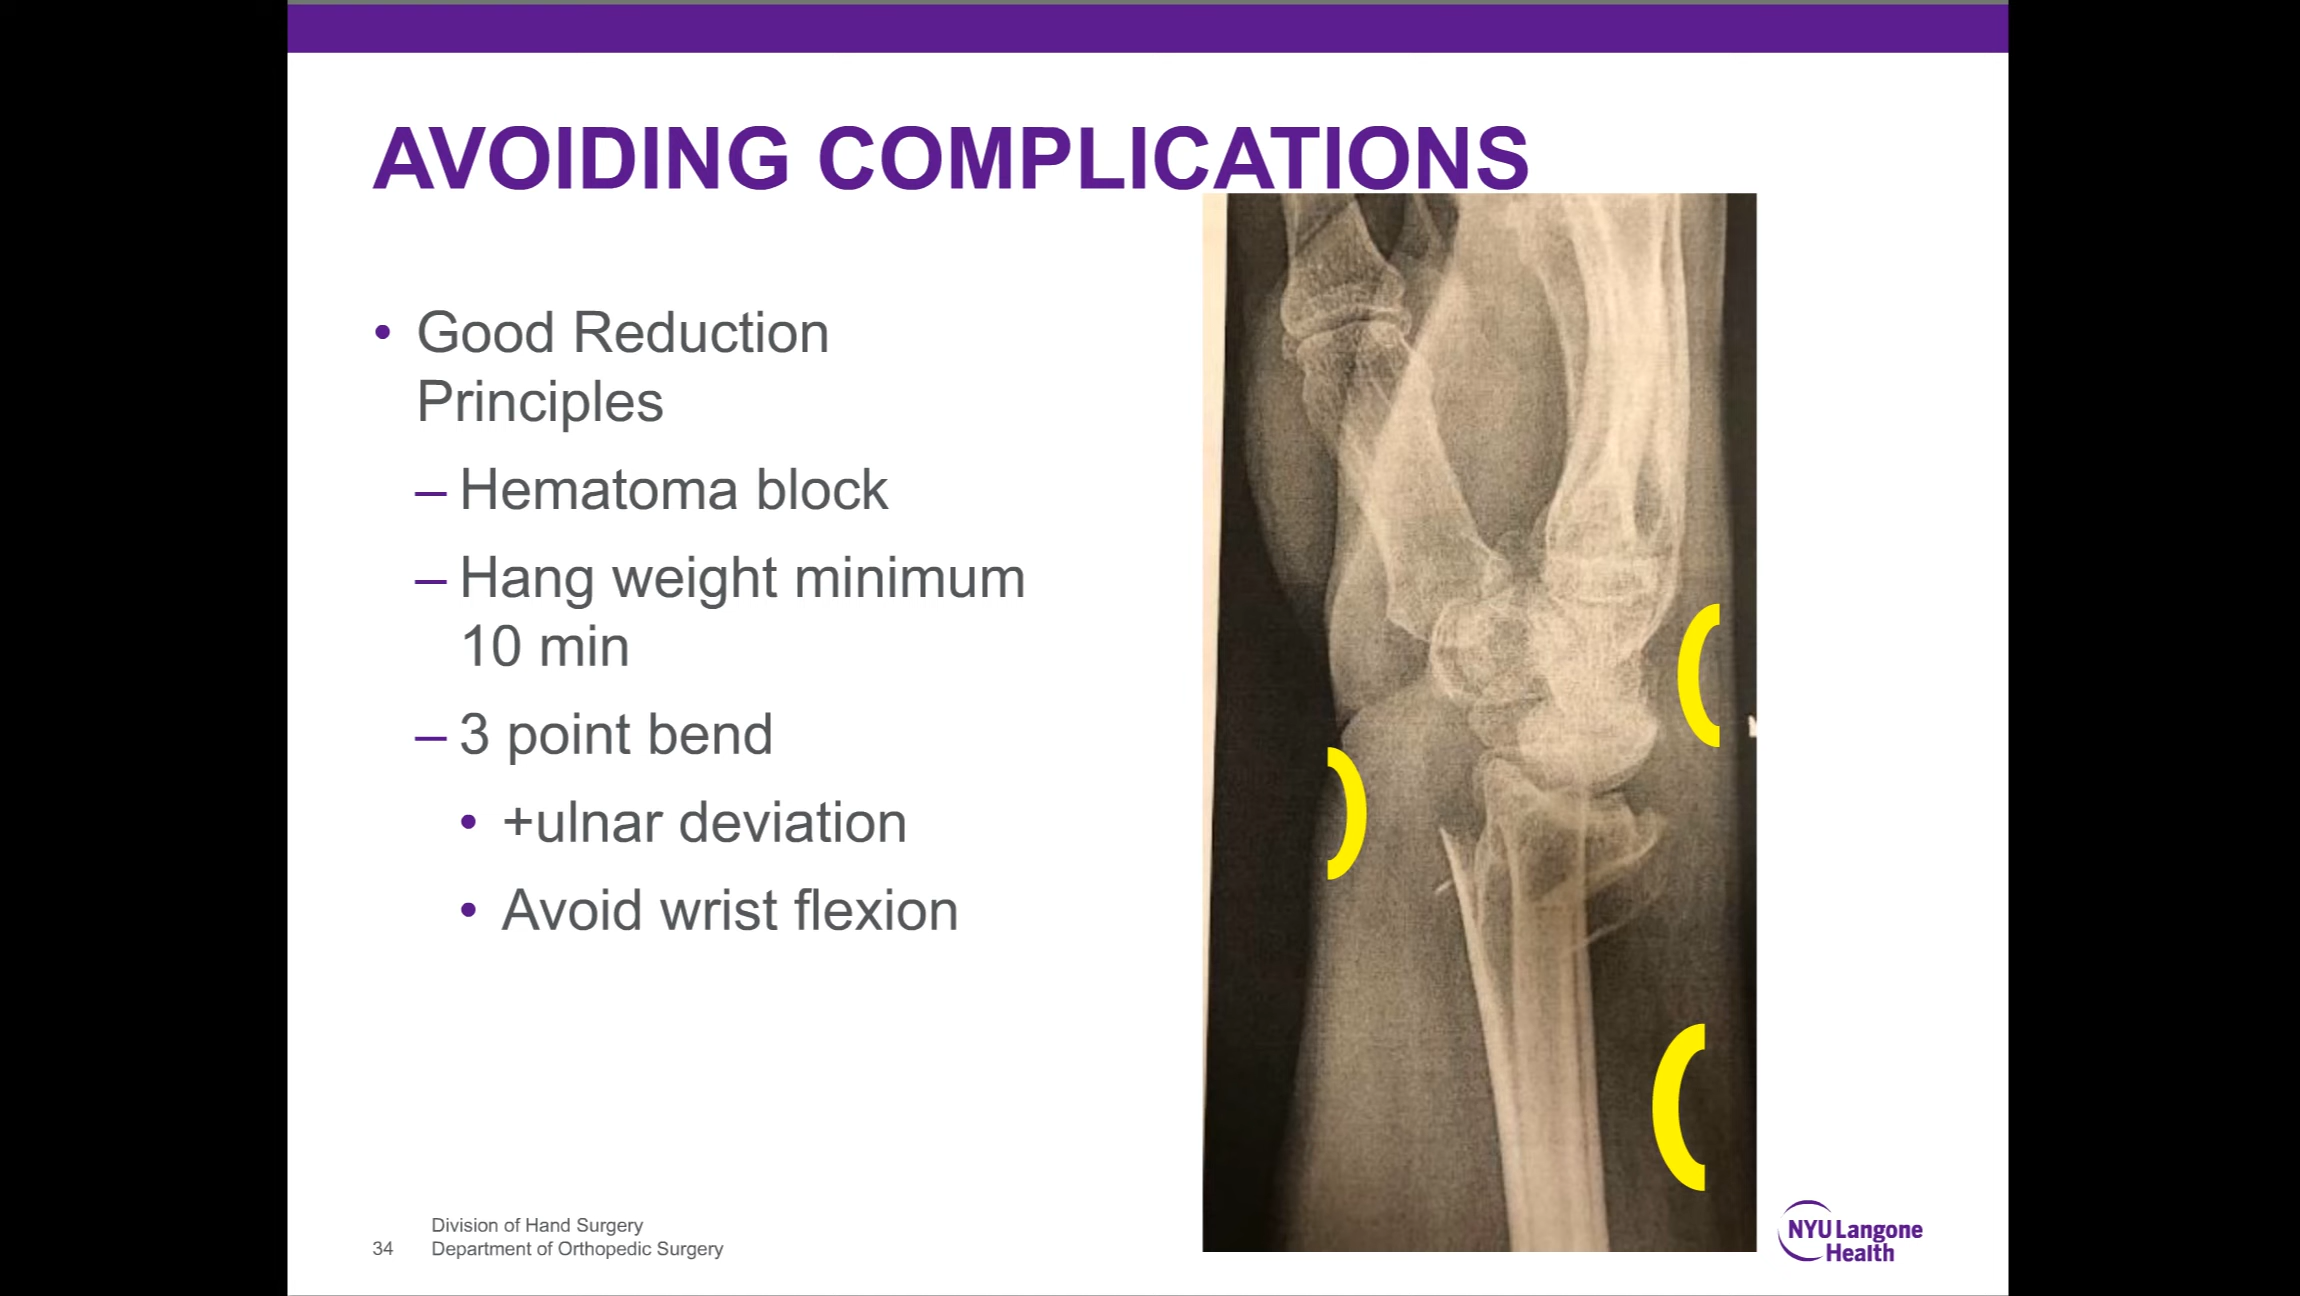 AVOIDING COMPLICATIONS
• Good Reduction
Principles
– Hematoma block
– Hang weight minimum
10 min
– 3 point bend
• +ulnar deviation
• Avoid wrist flexion
Division of Hand Surgery
34 Department of Orthopedic Surgery
NYU Langone
Health